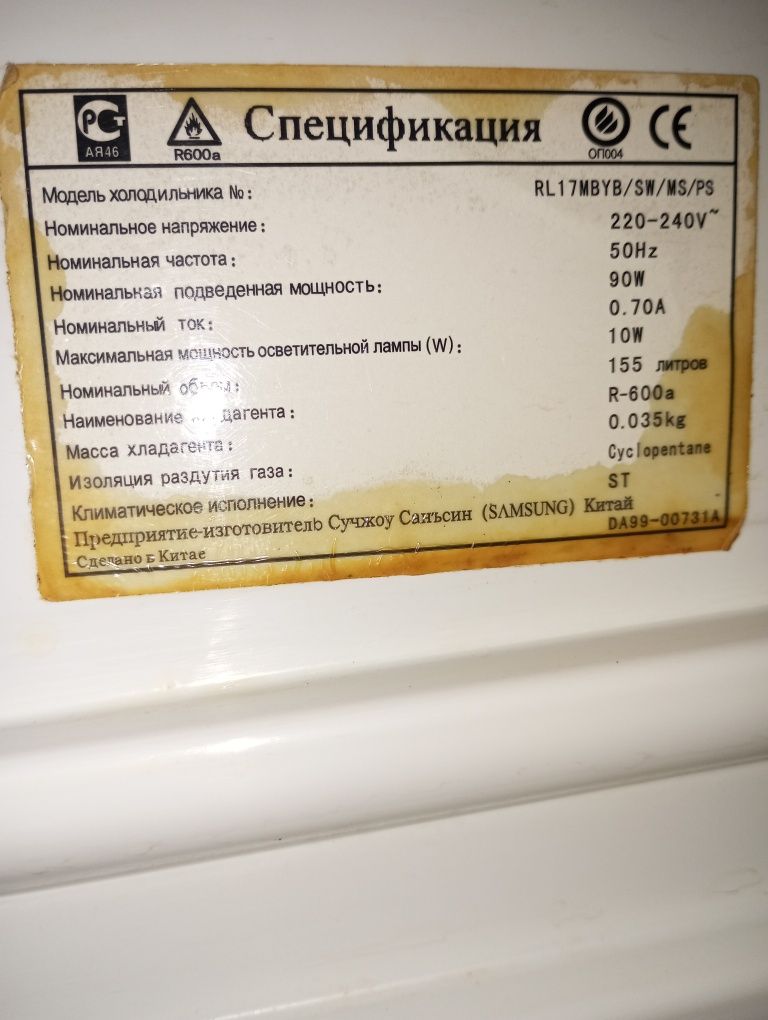 РСТ
АЯ46
R600a
Спецификация
ОП004
CE
Модель холодильника №: RL17MBYB/SW/MS/PS
Номинальное напряжение: 220-240V~
Номинальная частота: 50Hz
Номинальная подведенная мощность: 90W
Номинальный ток: 0.70A
Максимальная мощность осветительной лампы (W): 10W
Номинальный объем: 155 литров
Наименование хладагента: R-600a
Масса хладагента: 0.035kg
Изоляция раздутия газа: Cyclopentane
Климатическое исполнение: ST
Предприятие-изготовитель Сучжоу Санъсин (SAMSUNG) Китай
Сделано в Китае DA99-00731A